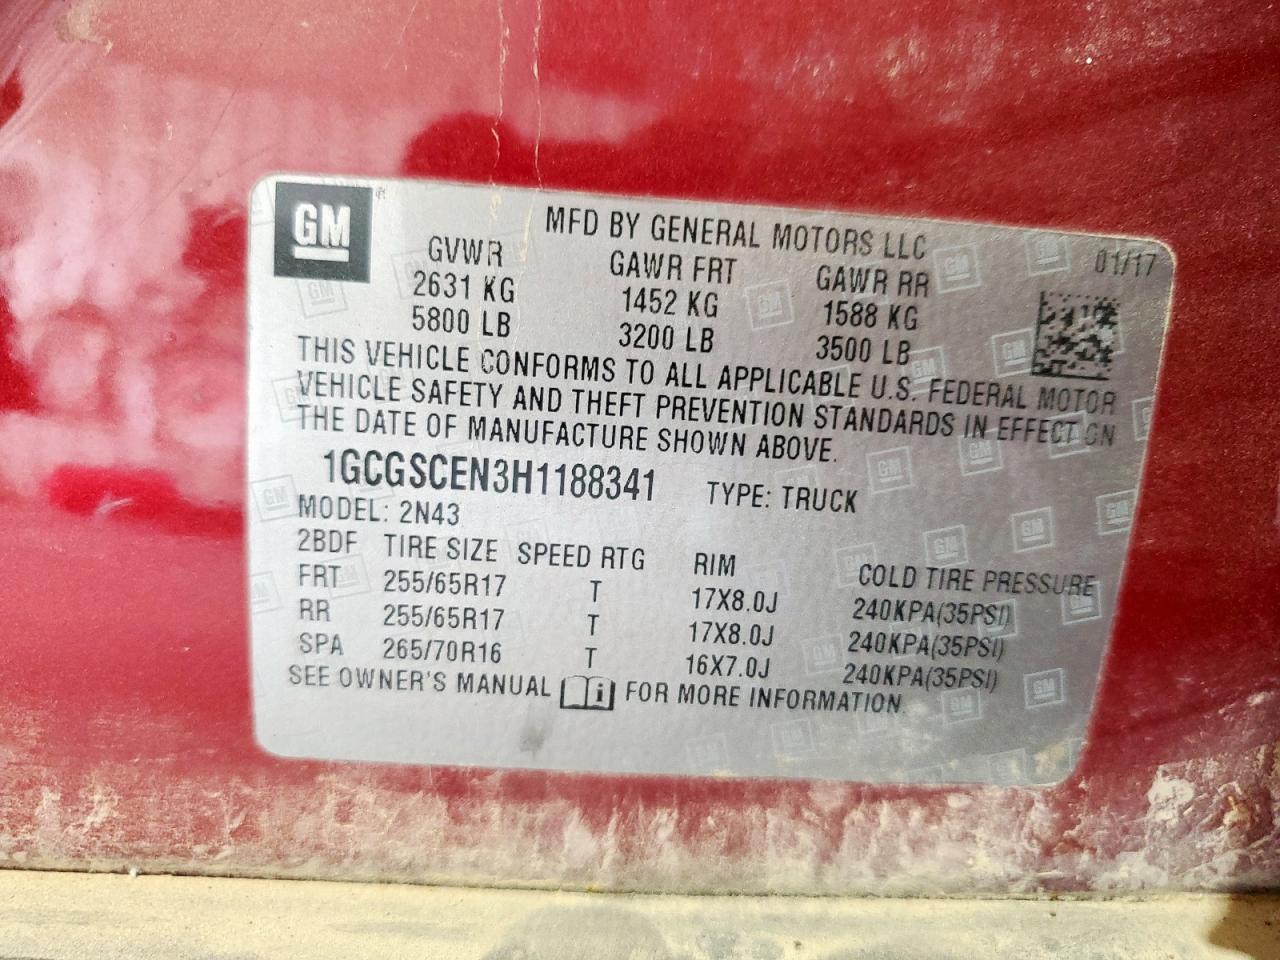 GM
MFD BY GENERAL MOTORS LLC 01/17
GVWR GAWR FRT GAWR RR
2631 KG 1452 KG 1588 KG
5800 LB 3200 LB 3500 LB
THIS VEHICLE CONFORMS TO ALL APPLICABLE U.S. FEDERAL MOTOR
VEHICLE SAFETY AND THEFT PREVENTION STANDARDS IN EFFECT ON
THE DATE OF MANUFACTURE SHOWN ABOVE.
1GCGSCEN3H1188341 TYPE: TRUCK
MODEL: 2N43
2BDF TIRE SIZE SPEED RTG RIM COLD TIRE PRESSURE
FRT 255/65R17 T 17X8.0J 240KPA(35PSI)
RR 255/65R17 T 17X8.0J 240KPA(35PSI)
SPA 265/70R16 T 16X7.0J 240KPA(35PSI)
SEE OWNER'S MANUAL i FOR MORE INFORMATION